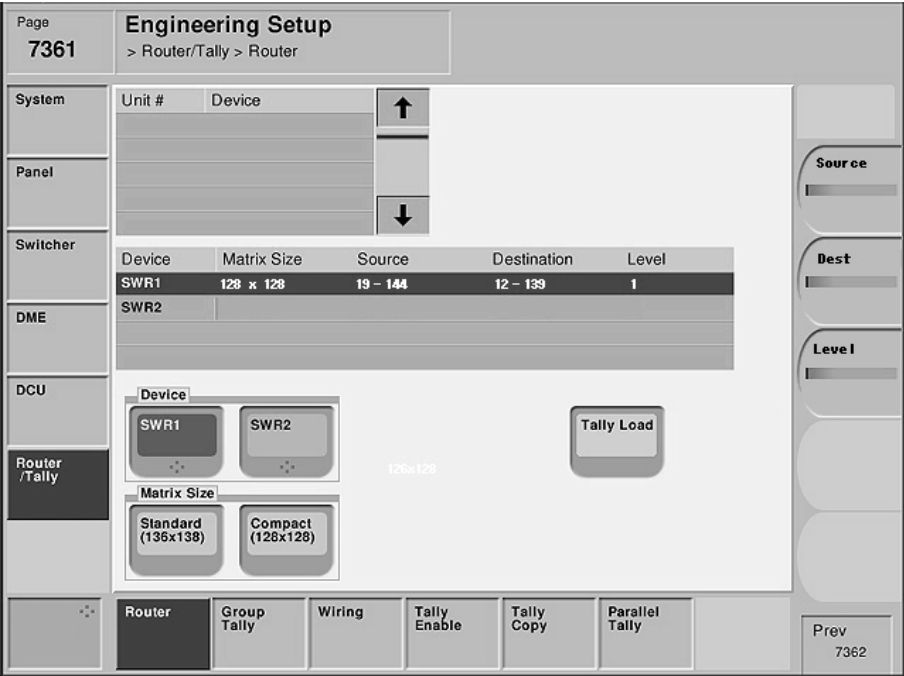 Page
7361
Engineering Setup
> Router/Tally > Router
System
Panel
Switcher
DME
DCU
Router
/Tally
Unit # Device
Device Matrix Size Source Destination Level
SWR1 128 x 128 19 – 144 12 – 139 1
SWR2
Device
SWR1 SWR2
Tally Load
126x128
Matrix Size
Standard
(136x138)
Compact
(128x128)
Source
Dest
Level
Router
Group
Tally
Wiring
Tally
Enable
Tally
Copy
Parallel
Tally
Prev
7362